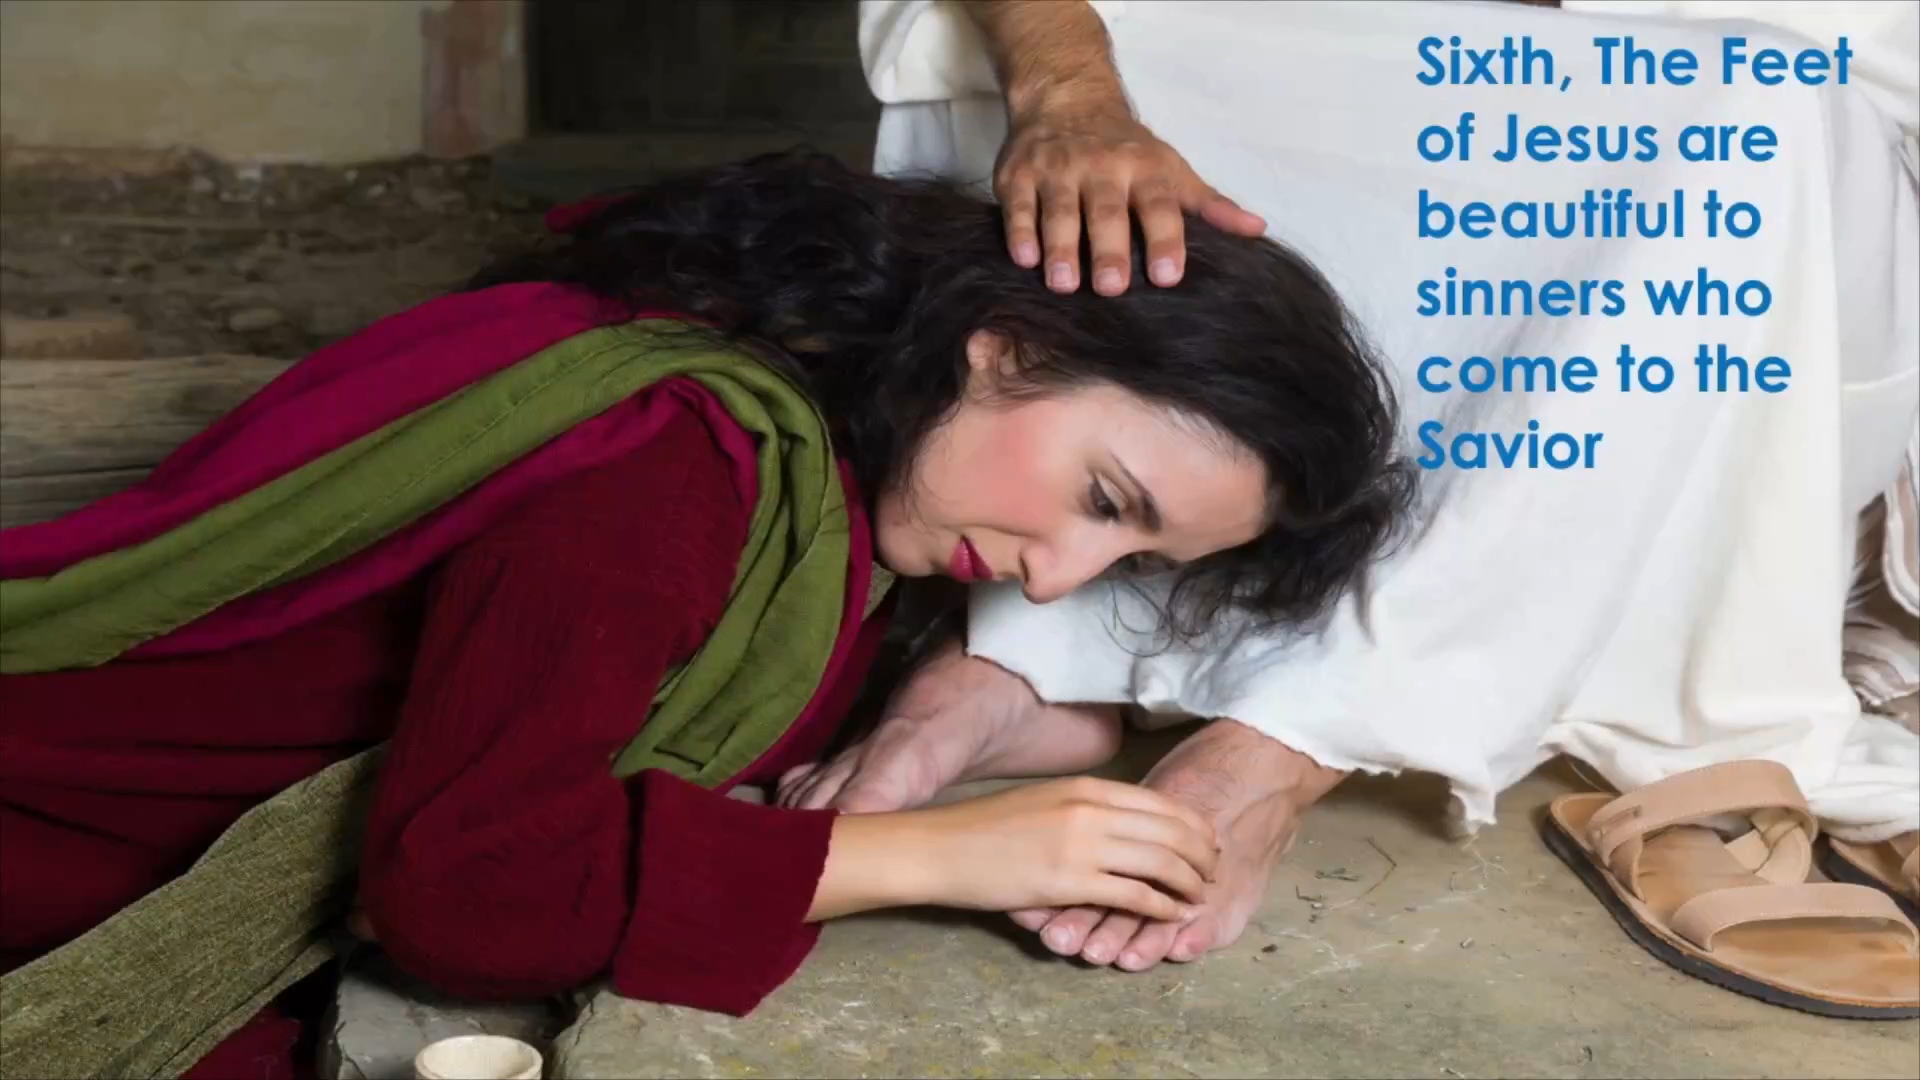 Sixth, The Feet
of Jesus are
beautiful to
sinners who
come to the
Savior